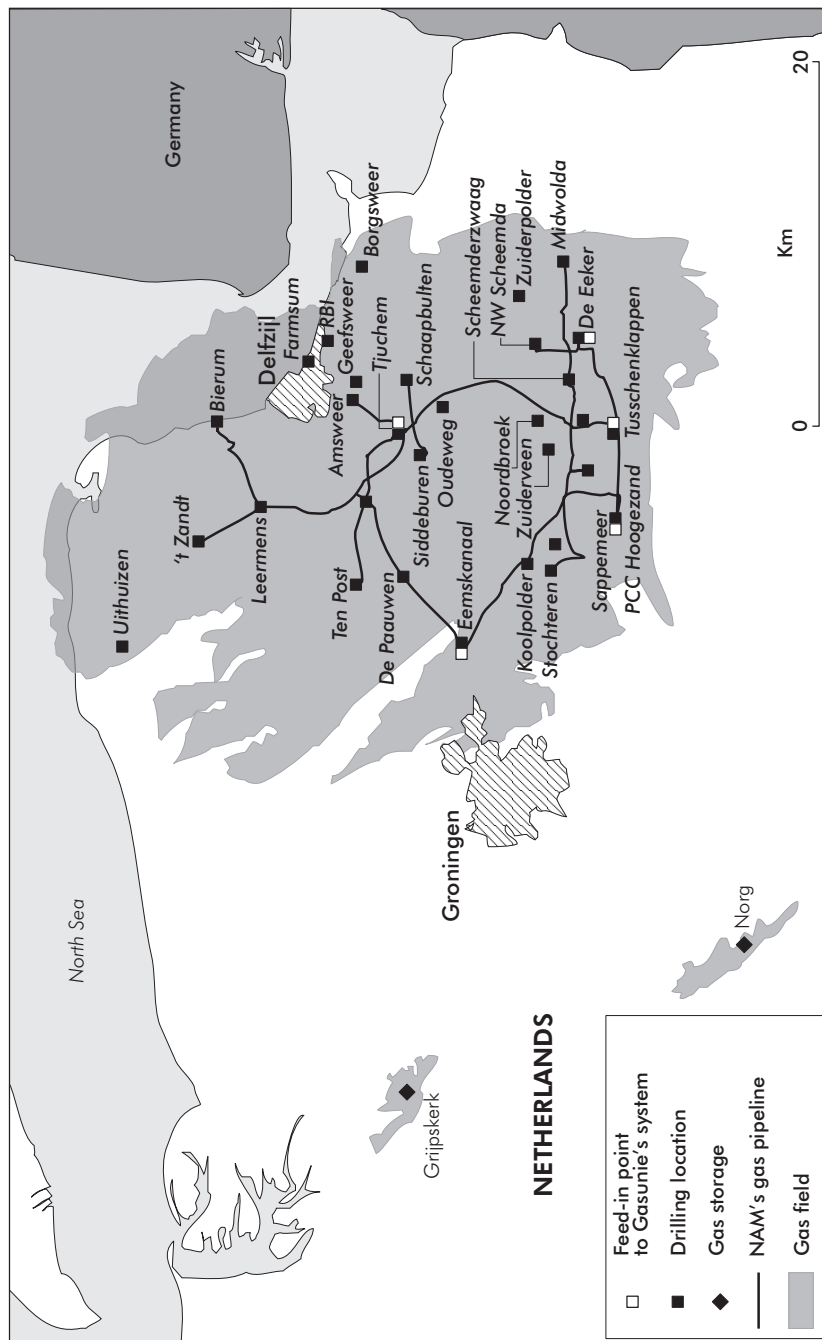 North Sea
Germany
Uithuizen
't Zandt
Bierum
Leermens
Delfzijl
Farmsum
RBI
Geefsweer
Borgsweer
Amsweer
Tjuchem
Schaapbulten
Ten Post
De Paauwen
Siddeburen
Oudeweg
Eemskanaal
Groningen
Grijpskerk
Scheemderzwaag
NW Scheemda
Zuiderpolder
Midwolda
Noordbroek
Zuiderveen
Koolpolder
Stochteren
De Eeker
Sappemeer
PCC Hoogezand
Tusschenklappen
Norg
NETHERLANDS
Feed-in point
to Gasunie's system
Drilling location
Gas storage
NAM's gas pipeline
Gas field
Km
0 20